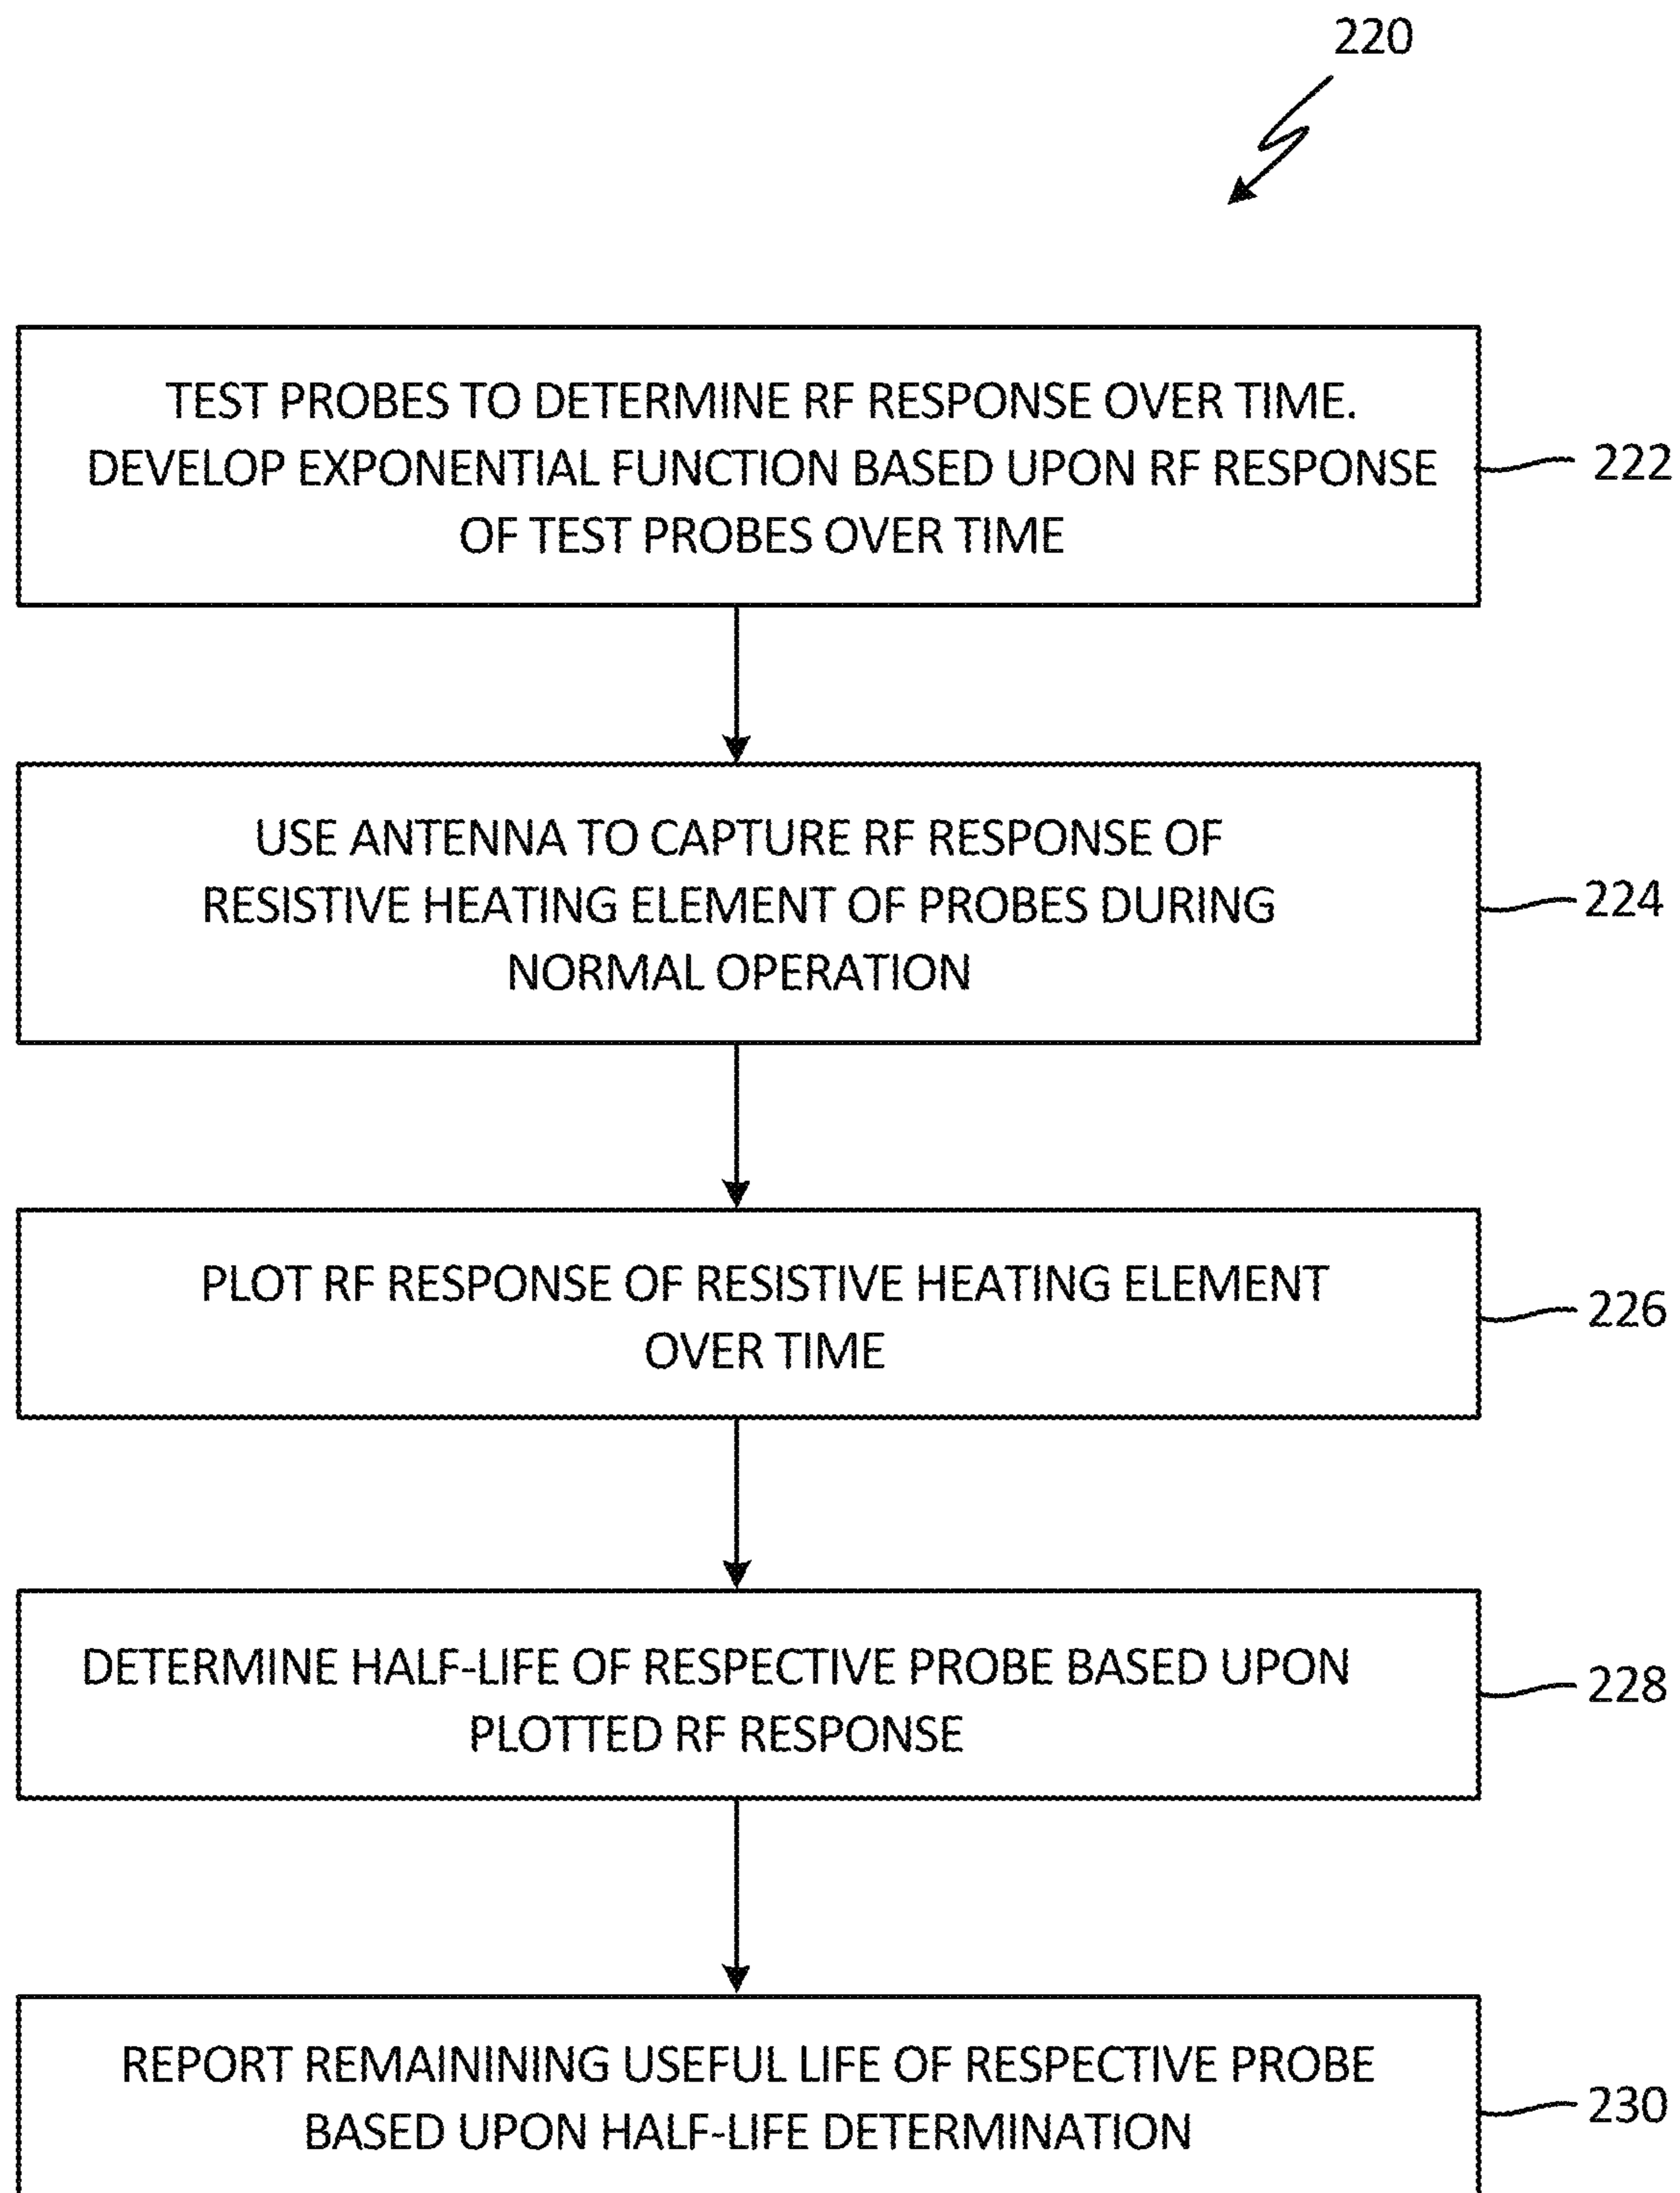 220
TEST PROBES TO DETERMINE RF RESPONSE OVER TIME.
DEVELOP EXPONENTIAL FUNCTION BASED UPON RF RESPONSE
OF TEST PROBES OVER TIME
222
USE ANTENNA TO CAPTURE RF RESPONSE OF
RESISTIVE HEATING ELEMENT OF PROBES DURING
NORMAL OPERATION
224
PLOT RF RESPONSE OF RESISTIVE HEATING ELEMENT
OVER TIME
226
DETERMINE HALF-LIFE OF RESPECTIVE PROBE BASED UPON
PLOTTED RF RESPONSE
228
REPORT REMAINING USEFUL LIFE OF RESPECTIVE PROBE
BASED UPON HALF-LIFE DETERMINATION
230